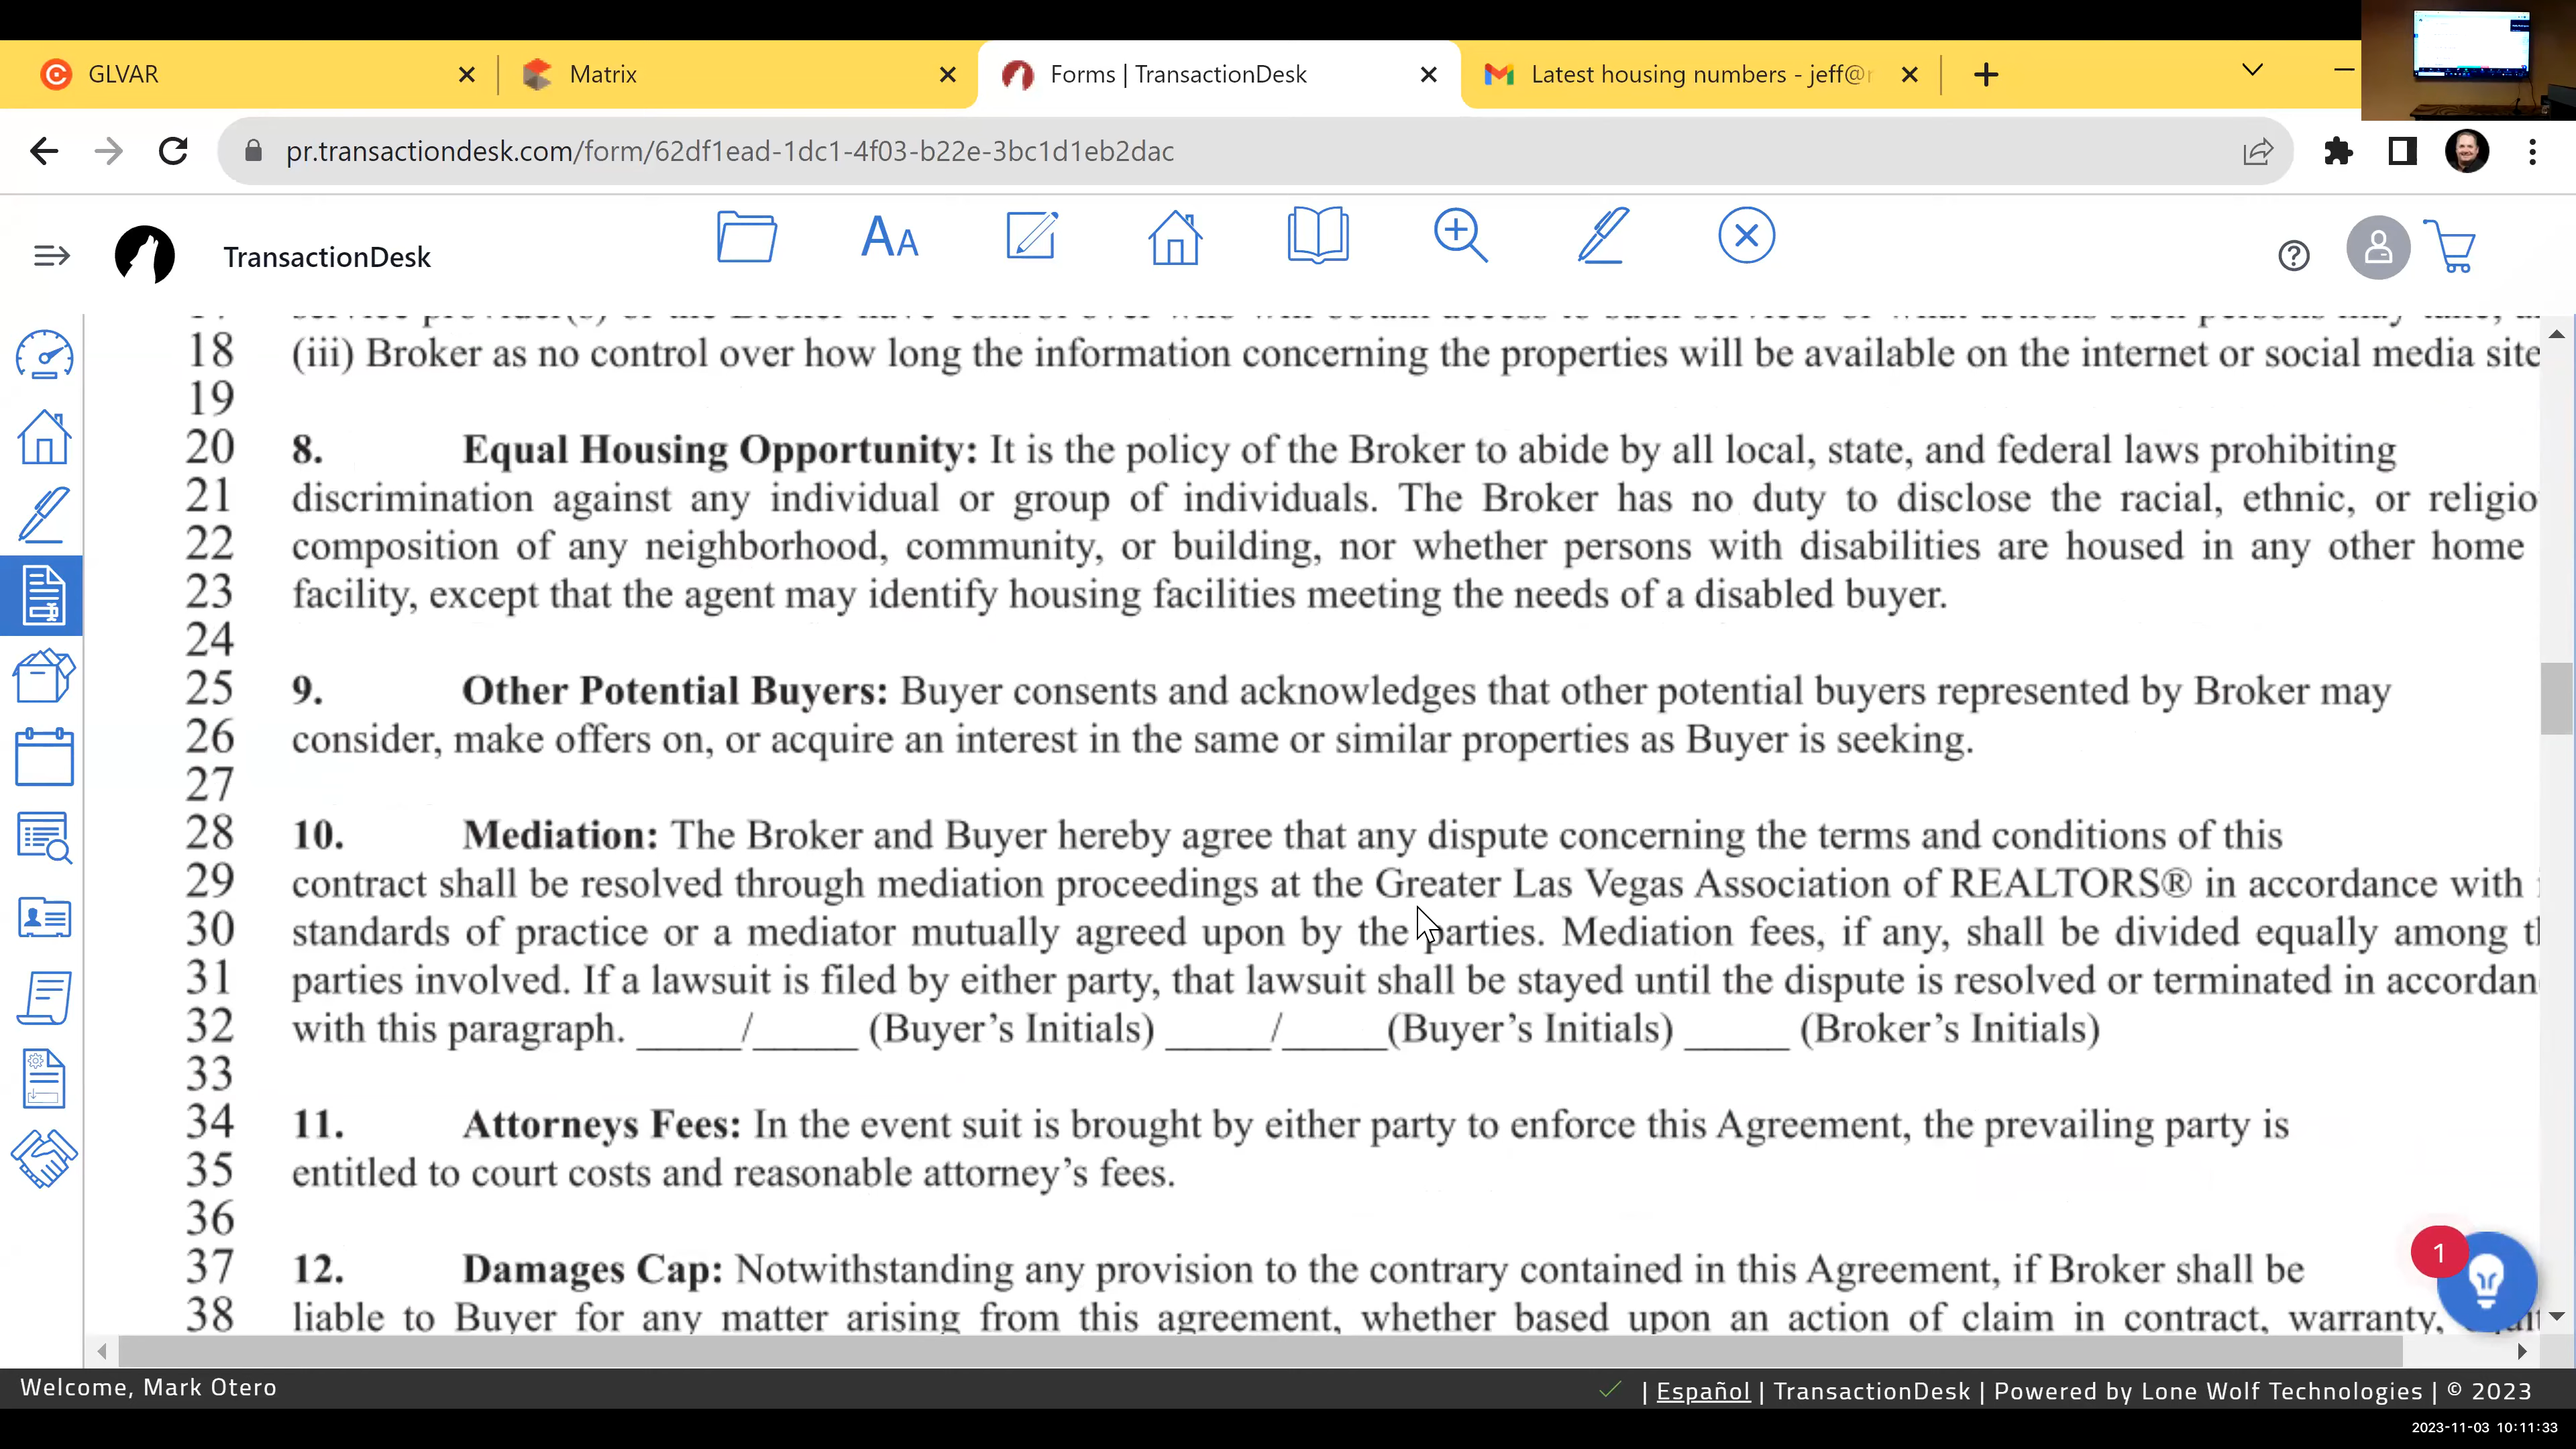 GLVAR
Matrix
Forms | TransactionDesk
Latest housing numbers - jeff@
pr.transactiondesk.com/form/62df1ead-1dc1-4f03-b22e-3bc1d1eb2dac
TransactionDesk
18 (iii) Broker as no control over how long the information concerning the properties will be available on the internet or social media site
19
20 8. Equal Housing Opportunity: It is the policy of the Broker to abide by all local, state, and federal laws prohibiting
21 discrimination against any individual or group of individuals. The Broker has no duty to disclose the racial, ethnic, or religio
22 composition of any neighborhood, community, or building, nor whether persons with disabilities are housed in any other home
23 facility, except that the agent may identify housing facilities meeting the needs of a disabled buyer.
24
25 9. Other Potential Buyers: Buyer consents and acknowledges that other potential buyers represented by Broker may
26 consider, make offers on, or acquire an interest in the same or similar properties as Buyer is seeking.
27
28 10. Mediation: The Broker and Buyer hereby agree that any dispute concerning the terms and conditions of this
29 contract shall be resolved through mediation proceedings at the Greater Las Vegas Association of REALTORS® in accordance with
30 standards of practice or a mediator mutually agreed upon by the parties. Mediation fees, if any, shall be divided equally among
31 parties involved. If a lawsuit is filed by either party, that lawsuit shall be stayed until the dispute is resolved or terminated in accordan
32 with this paragraph. _____/_____ (Buyer’s Initials) _____/_____(Buyer’s Initials) _____ (Broker’s Initials)
33
34 11. Attorneys Fees: In the event suit is brought by either party to enforce this Agreement, the prevailing party is
35 entitled to court costs and reasonable attorney’s fees.
36
37 12. Damages Cap: Notwithstanding any provision to the contrary contained in this Agreement, if Broker shall be
38 liable to Buyer for any matter arising from this agreement, whether based upon an action of claim in contract, warranty,
1
Welcome, Mark Otero
| Español | TransactionDesk | Powered by Lone Wolf Technologies | © 2023
2023-11-03 10:11:33